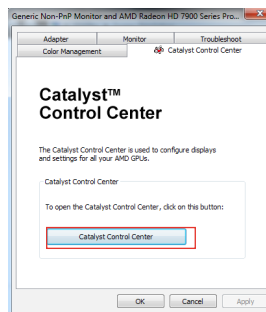 Generic Non-PnP Monitor and AMD Radeon HD 7900 Series Pro...
Adapter Monitor Troubleshoot
Color Management Catalyst Control Center
Catalyst™
Control Center
The Catalyst Control Center is used to configure displays
and settings for all your AMD GPUs.
Catalyst Control Center
To open the Catalyst Control Center, click on this button:
Catalyst Control Center
OK Cancel Apply